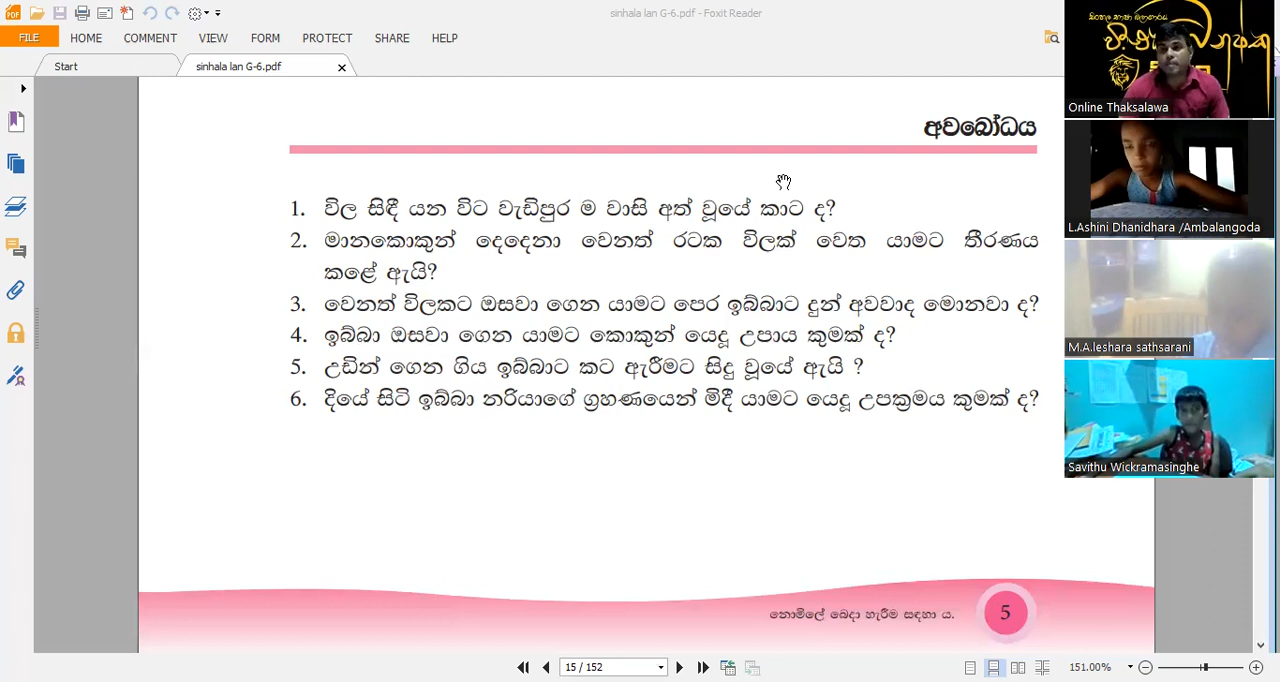 sinhala lan G-6.pdf - Foxit Reader
FILE HOME COMMENT VIEW FORM PROTECT SHARE HELP
Start sinhala lan G-6.pdf
අවබෝධය
1. විල සිඳී යන විට වැඩිපුර ම වාසි අත් වූයේ කාට ද?
2. මානකොකුන් දෙදෙනා වෙනත් රටක විලක් වෙත යාමට තීරණය
කළේ ඇයි?
3. වෙනත් විලකට ඔසවා ගෙන යාමට පෙර ඉබ්බාට දුන් අවවාද මොනවා ද?
4. ඉබ්බා ඔසවා ගෙන යාමට කොකුන් යෙදූ උපාය කුමක් ද?
5. උඩින් ගෙන ගිය ඉබ්බාට කට ඇරීමට සිදු වූයේ ඇයි ?
6. දියේ සිටි ඉබ්බා නරියාගේ ග්‍රහණයෙන් මිදී යාමට යෙදූ උපක්‍රමය කුමක් ද?
නොමිලේ බෙදා හැරීම සඳහා ය. 5
15 / 152
151.00%
Online Thaksalawa
L.Ashini Dhanidhara /Ambalangoda
M.A.leshara sathsarani
Savithu Wickramasinghe